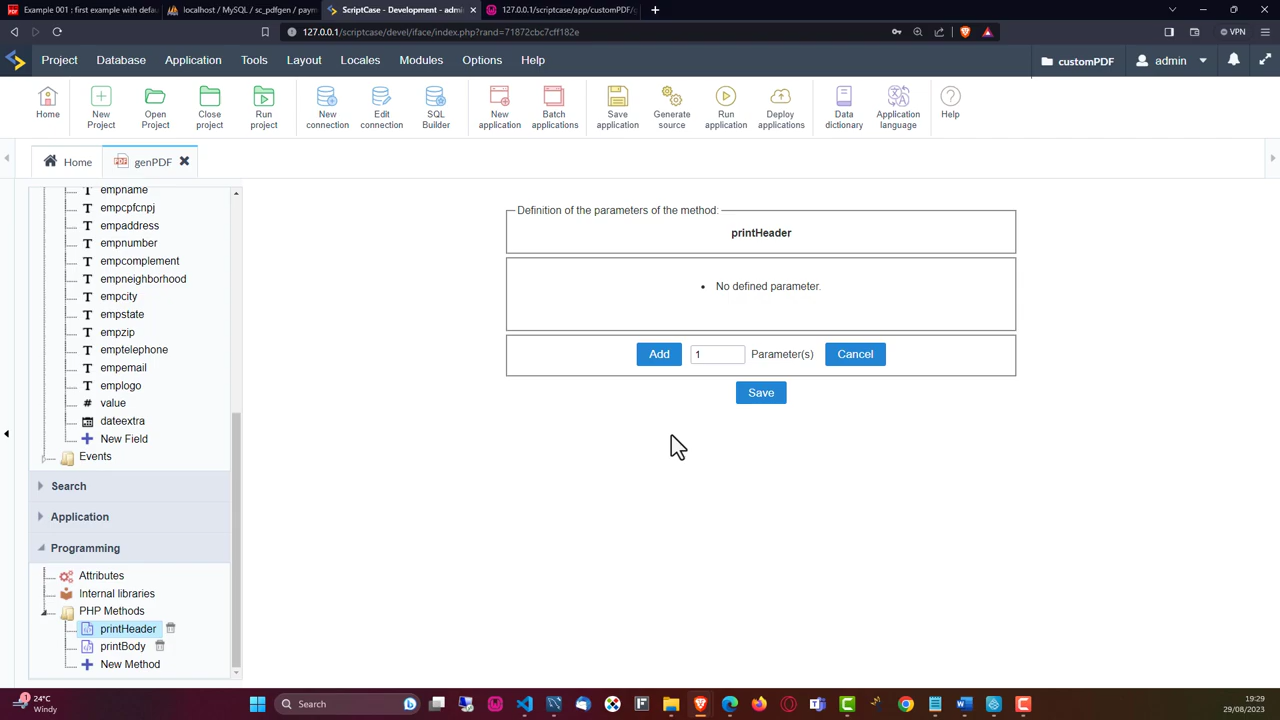 Example 001 : first example with defa
localhost / MySQL / sc_pdfgen / paym
ScriptCase - Development - admi
127.0.0.1/scriptcase/app/customPDF/g
127.0.0.1/scriptcase/devel/iface/index.php?rand=71872cbc7cff182e
VPN
Project
Database
Application
Tools
Layout
Locales
Modules
Options
Help
customPDF
admin
Home
New
Project
Open
Project
Close
project
Run
project
New
connection
Edit
connection
SQL
Builder
New
application
Batch
applications
Save
application
Generate
source
Run
application
Deploy
applications
Data
dictionary
Application
language
Help
Home
genPDF
empname
empcpfcnpj
empaddress
empnumber
empcomplement
empneighborhood
empcity
empstate
empzip
emptelephone
empemail
emplogo
value
dateextra
New Field
Events
Search
Application
Programming
Attributes
Internal libraries
PHP Methods
printHeader
printBody
New Method
Definition of the parameters of the method:
printHeader
• No defined parameter.
Add 1 Parameter(s) Cancel
Save
1
24°C
Windy
Search
19:29
29/08/2023